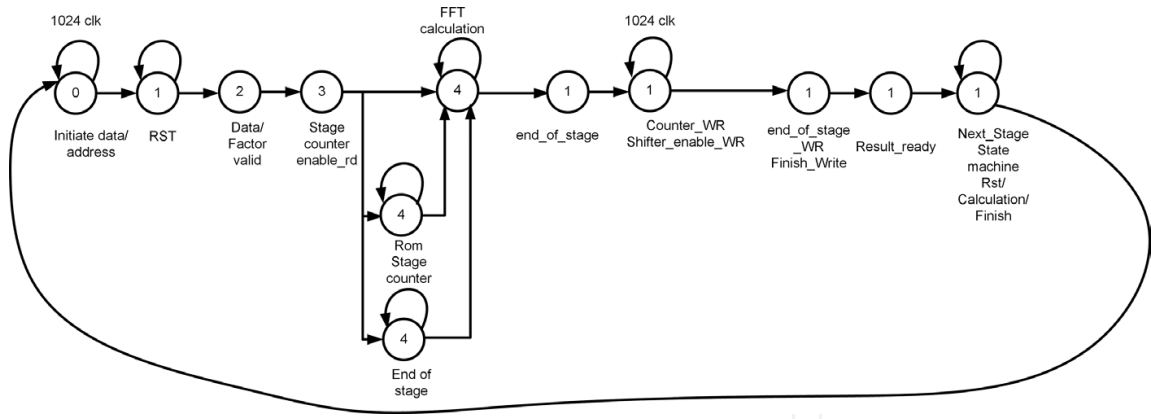 1024 clk
0
Initiate data/
address
1
RST
2
Data/
Factor
valid
3
Stage
counter
enable_rd
FFT
calculation
4
4
Rom
Stage
counter
4
End of
stage
1
end_of_stage
1024 clk
1
Counter_WR
Shifter_enable_WR
1
end_of_stage
_WR
Finish_Write
1
Result_ready
1
Next_Stage
State
machine
Rst/
Calculation/
Finish